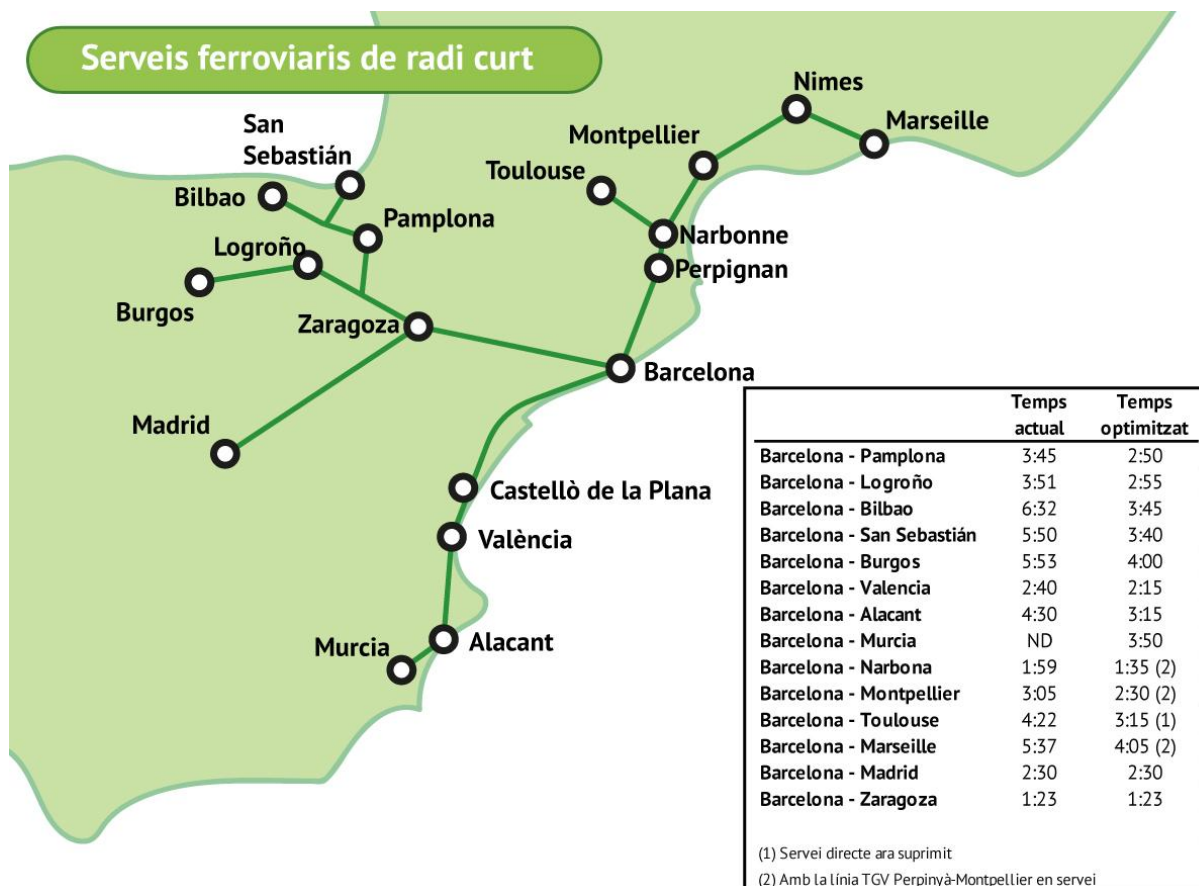 Serveis ferroviaris de radi curt
Nimes
Marseille
Montpellier
San
Sebastián
Toulouse
Bilbao
Pamplona
Narbonne
Logroño
Perpignan
Burgos
Zaragoza
Barcelona
Madrid
Castellò de la Plana
València
Alacant
Murcia
Temps actual Temps optimitzat
Barcelona - Pamplona 3:45 2:50
Barcelona - Logroño 3:51 2:55
Barcelona - Bilbao 6:32 3:45
Barcelona - San Sebastián 5:50 3:40
Barcelona - Burgos 5:53 4:00
Barcelona - Valencia 2:40 2:15
Barcelona - Alacant 4:30 3:15
Barcelona - Murcia ND 3:50
Barcelona - Narbona 1:59 1:35 (2)
Barcelona - Montpellier 3:05 2:30 (2)
Barcelona - Toulouse 4:22 3:15 (1)
Barcelona - Marseille 5:37 4:05 (2)
Barcelona - Madrid 2:30 2:30
Barcelona - Zaragoza 1:23 1:23
(1) Servei directe ara suprimit
(2) Amb la línia TGV Perpinyà-Montpellier en servei